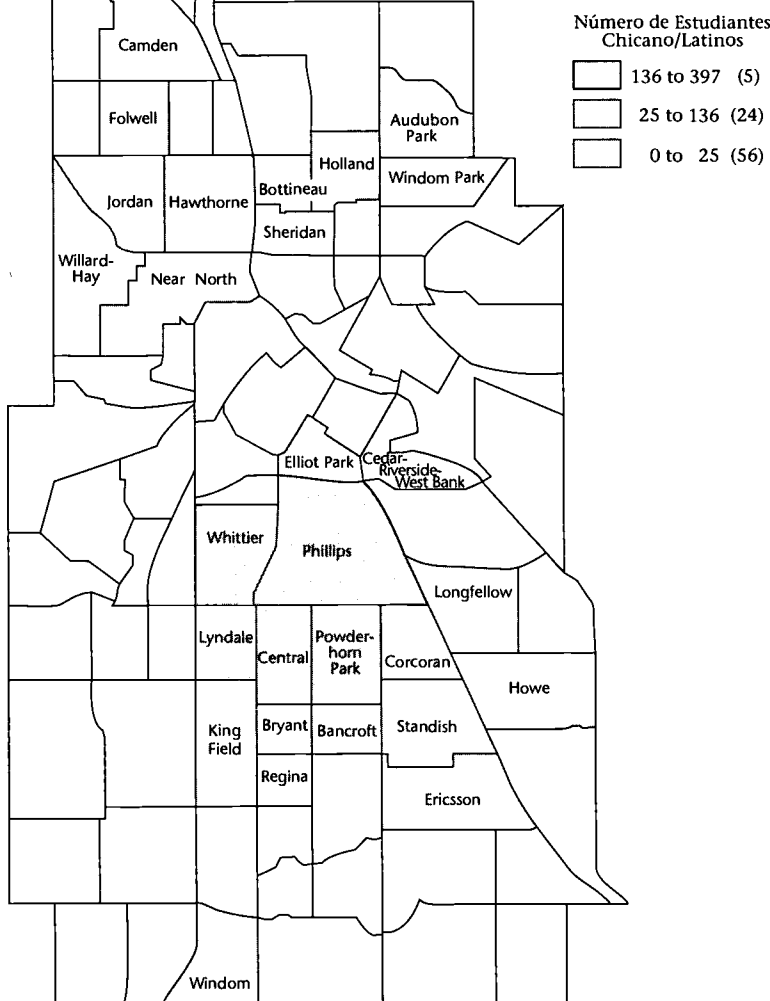 Número de Estudiantes
Chicano/Latinos
136 to 397 (5)
25 to 136 (24)
0 to 25 (56)
Camden
Folwell
Audubon
Park
Holland
Windom Park
Bottineau
Jordan
Hawthorne
Sheridan
Willard-
Hay
Near North
Elliot Park
Cedar-
Riverside-
West Bank
Whittier
Phillips
Longfellow
Lyndale
Central
Powder-
horn
Park
Corcoran
Howe
King
Field
Bryant
Bancroft
Standish
Regina
Ericsson
Windom